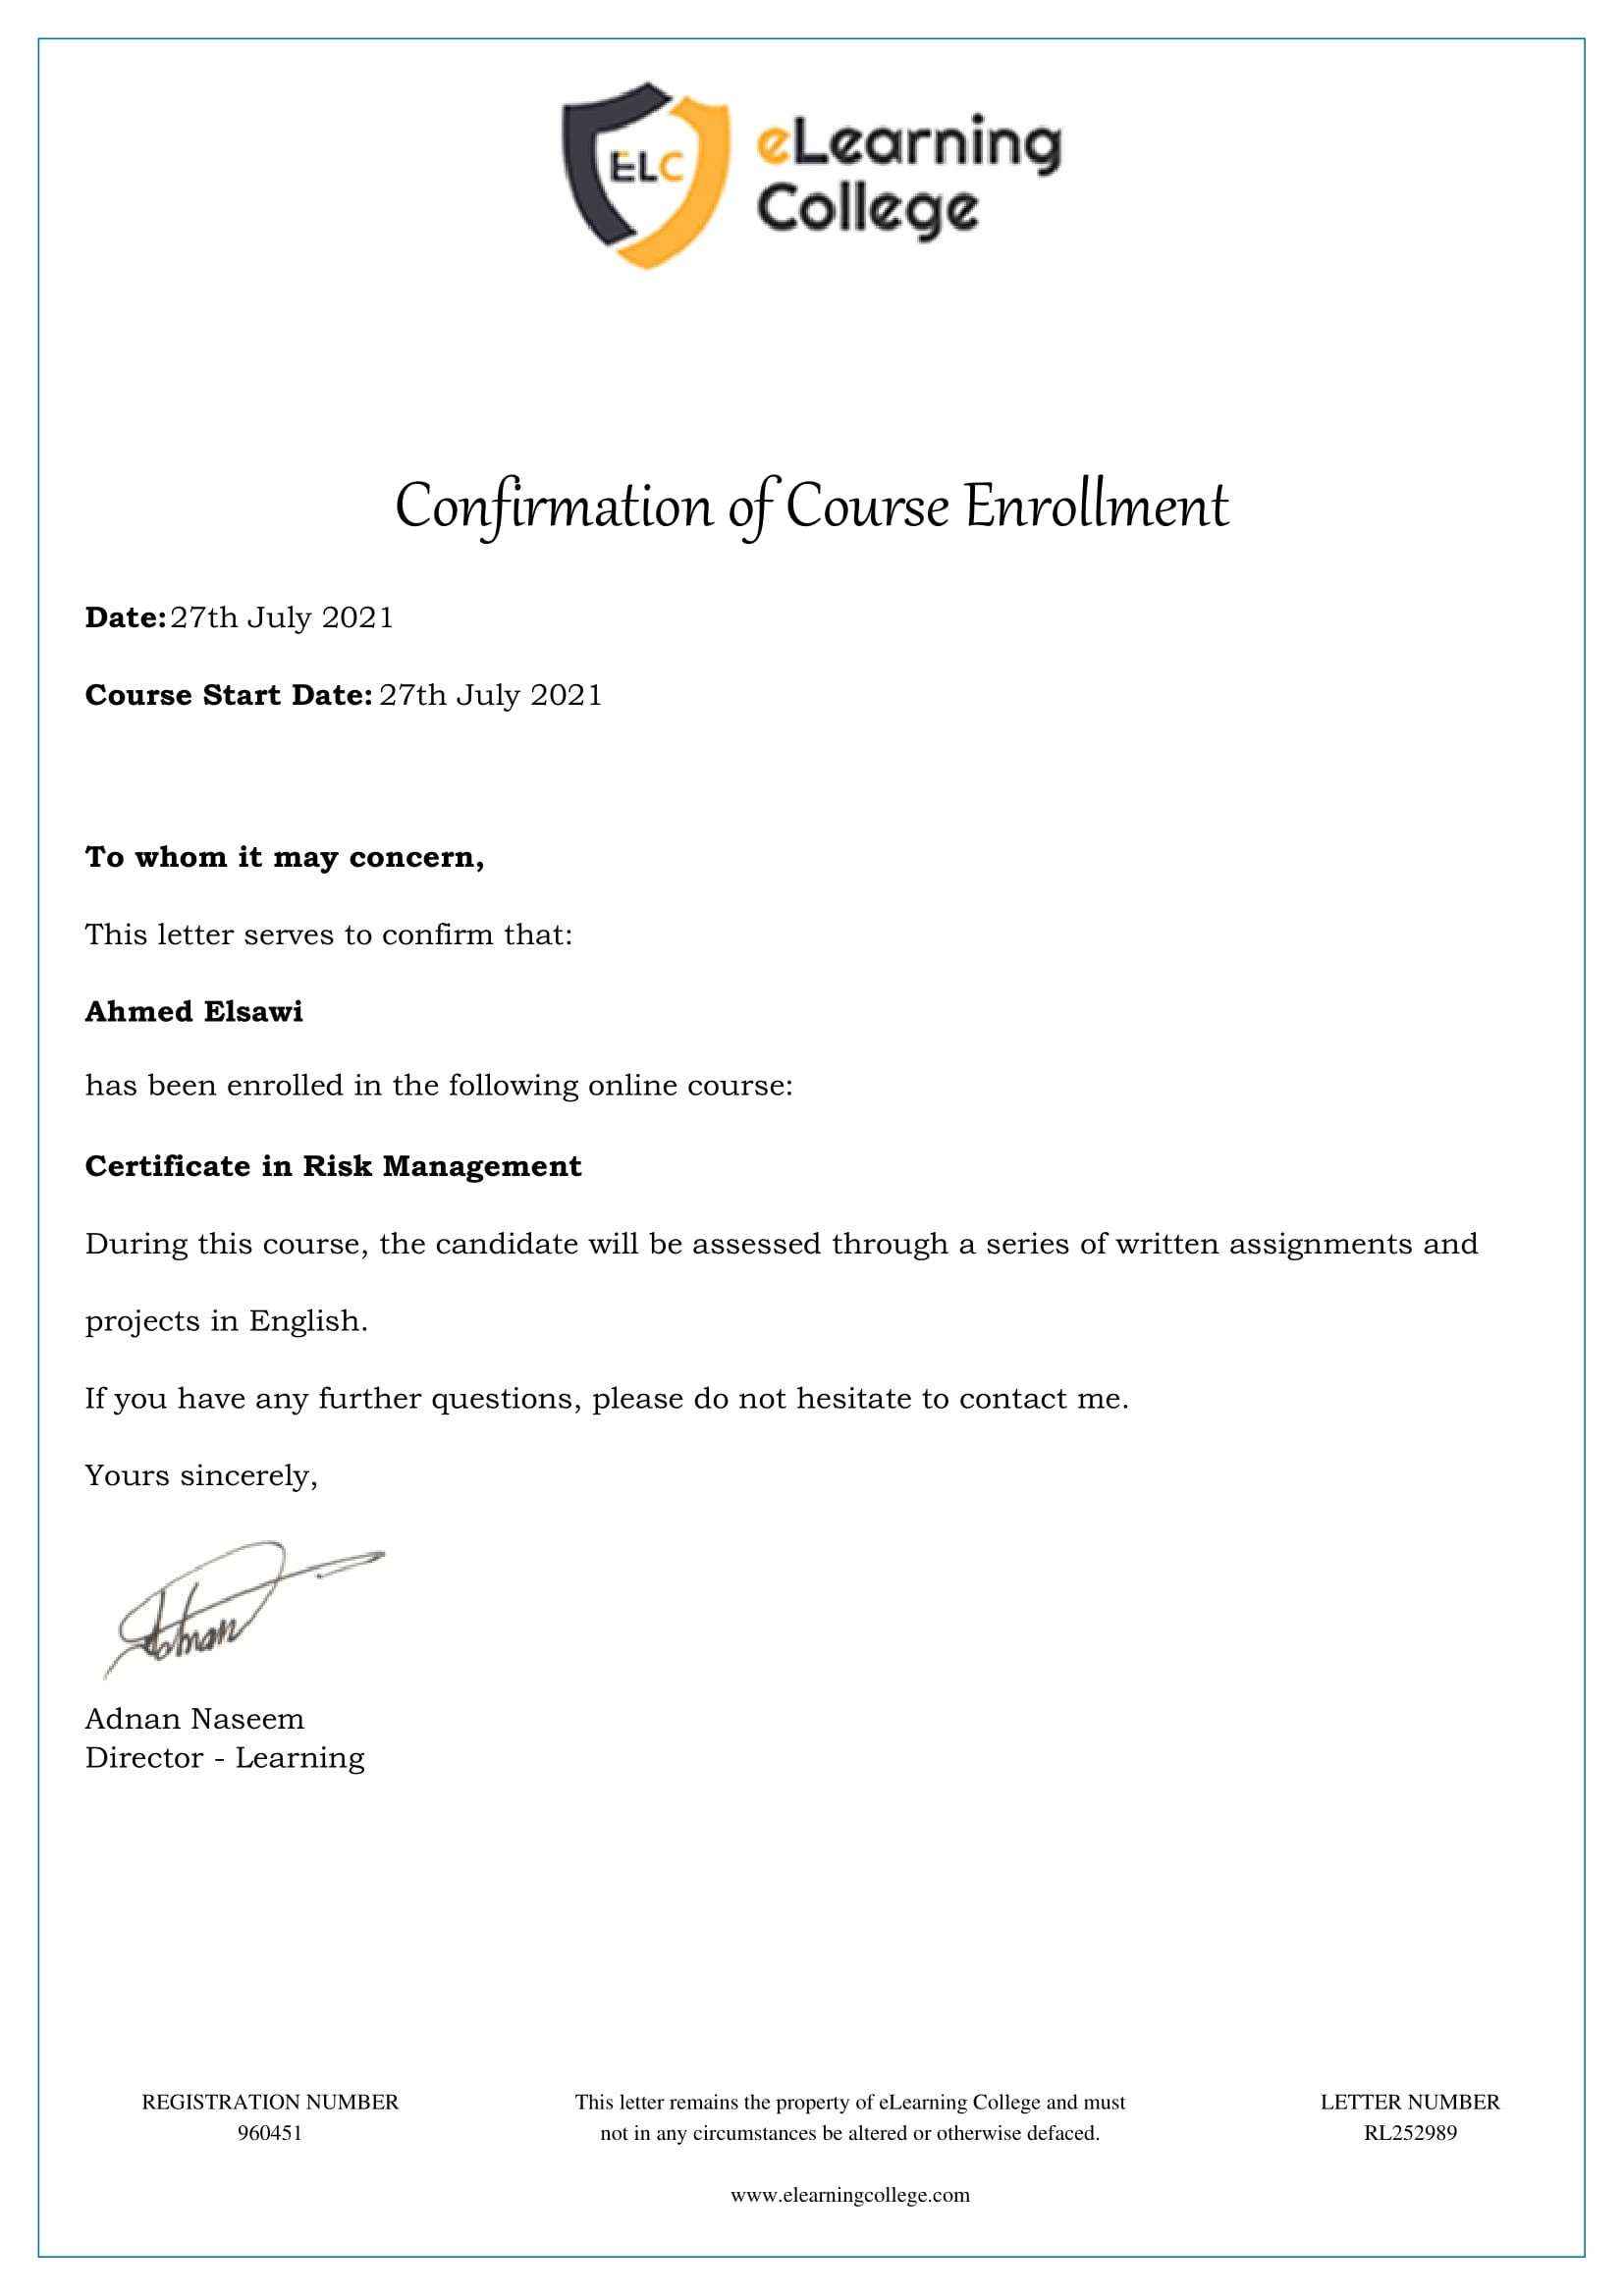 ELC
eLearning
College
Confirmation of Course Enrollment
Date: 27th July 2021
Course Start Date: 27th July 2021
To whom it may concern,
This letter serves to confirm that:
Ahmed Elsawi
has been enrolled in the following online course:
Certificate in Risk Management
During this course, the candidate will be assessed through a series of written assignments and
projects in English.
If you have any further questions, please do not hesitate to contact me.
Yours sincerely,
Adnan
Adnan Naseem
Director - Learning
REGISTRATION NUMBER
960451
This letter remains the property of eLearning College and must
not in any circumstances be altered or otherwise defaced.
LETTER NUMBER
RL252989
www.elearningcollege.com